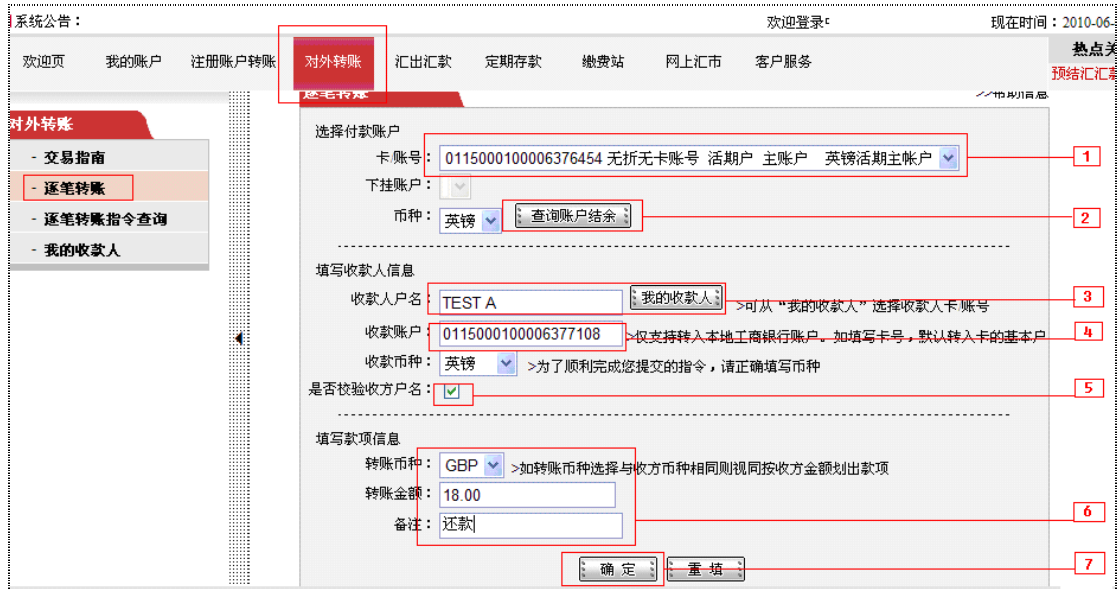 系统公告： 欢迎登录 现在时间：2010-06-
欢迎页 我的账户 注册账户转账 对外转账 汇出汇款 定期存款 缴费站 网上汇市 客户服务 热点关
预结汇汇款
逐笔转账 >>帮助信息
对外转账
- 交易指南
- 逐笔转账
- 逐笔转账指令查询
- 我的收款人
选择付款账户
卡/账号： 0115000100006376454 无折无卡账号 活期户 主账户 英镑活期主帐户 1
下挂账户：
币种： 英镑 查询账户结余 2
填写收款人信息
收款人户名： TEST A 我的收款人 >可从“我的收款人”选择收款人卡/账号 3
收款账户： 0115000100006377108 >仅支持转入本地工商银行账户。如填写卡号，默认转入卡的基本户 4
收款币种： 英镑 >为了顺利完成您提交的指令，请正确填写币种
是否校验收方户名： 5
填写款项信息
转账币种： GBP >如转账币种选择与收方币种相同则视同按收方金额划出款项
转账金额： 18.00
备注： 还款 6
确 定 重 填 7